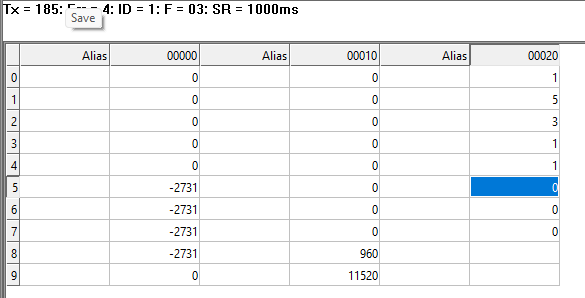 Tx = 185: Err = 4: ID = 1: F = 03: SR = 1000ms
Save
Alias 00000 Alias 00010 Alias 00020
0 0 0 1
1 0 0 5
2 0 0 3
3 0 0 1
4 0 0 1
5 -2731 0 0
6 -2731 0 0
7 -2731 0 0
8 -2731 960
9 0 11520